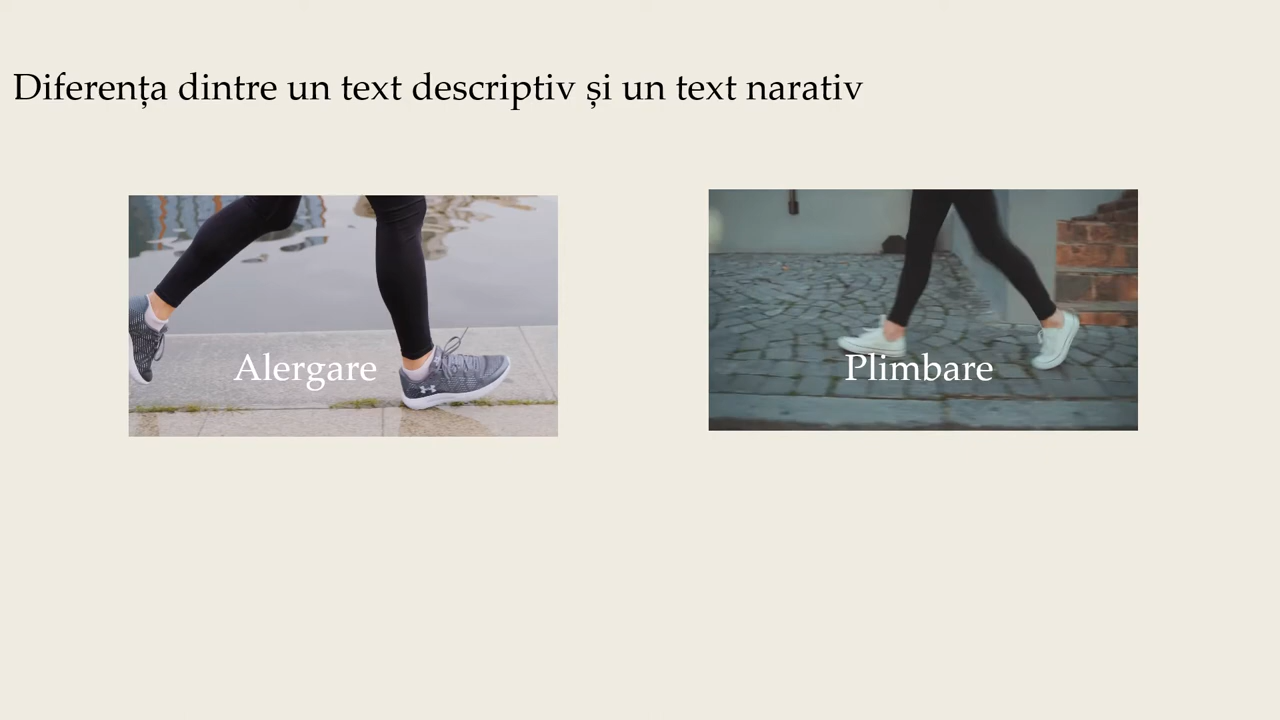 Diferența dintre un text descriptiv și un text narativ
Alergare
Plimbare